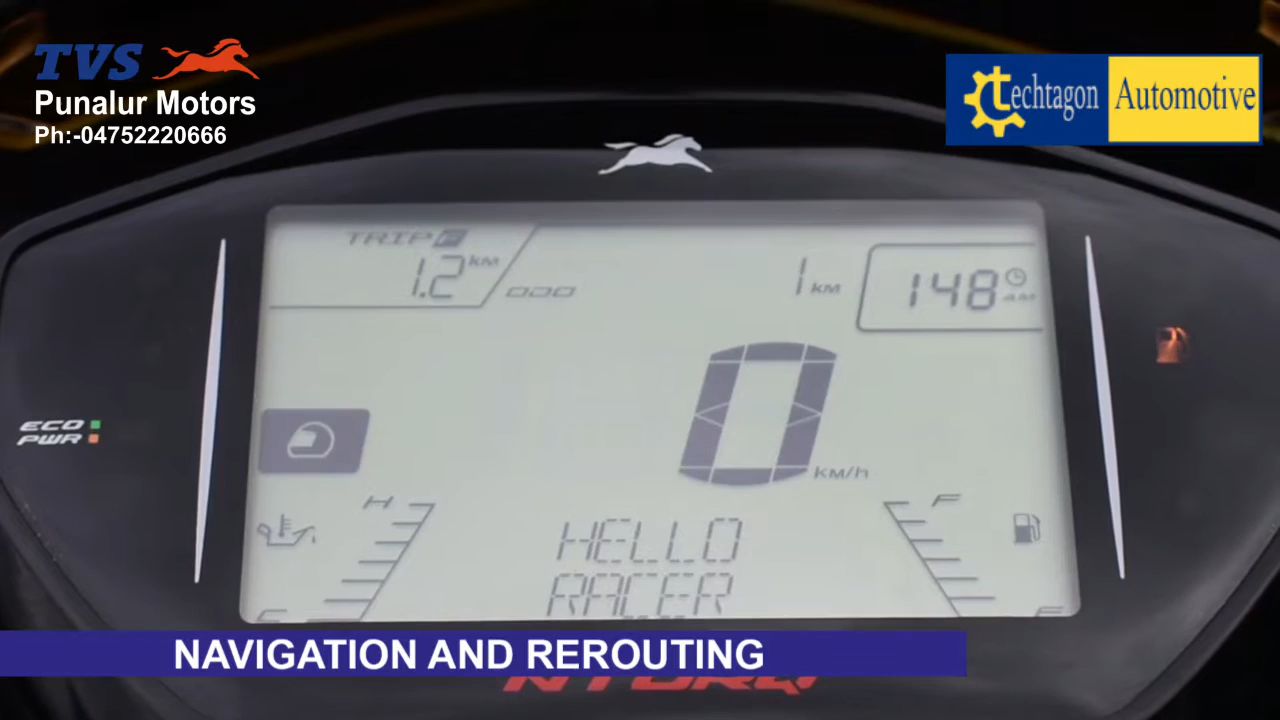 TVS
Punalur Motors
Ph:-04752220666
techtagon Automotive
TRIP F
1.2 KM
1 KM
148 AM
ECO
PWR
0
KM/h
H
F
C
E
HELLO
RACER
NAVIGATION AND REROUTING
NTORQ